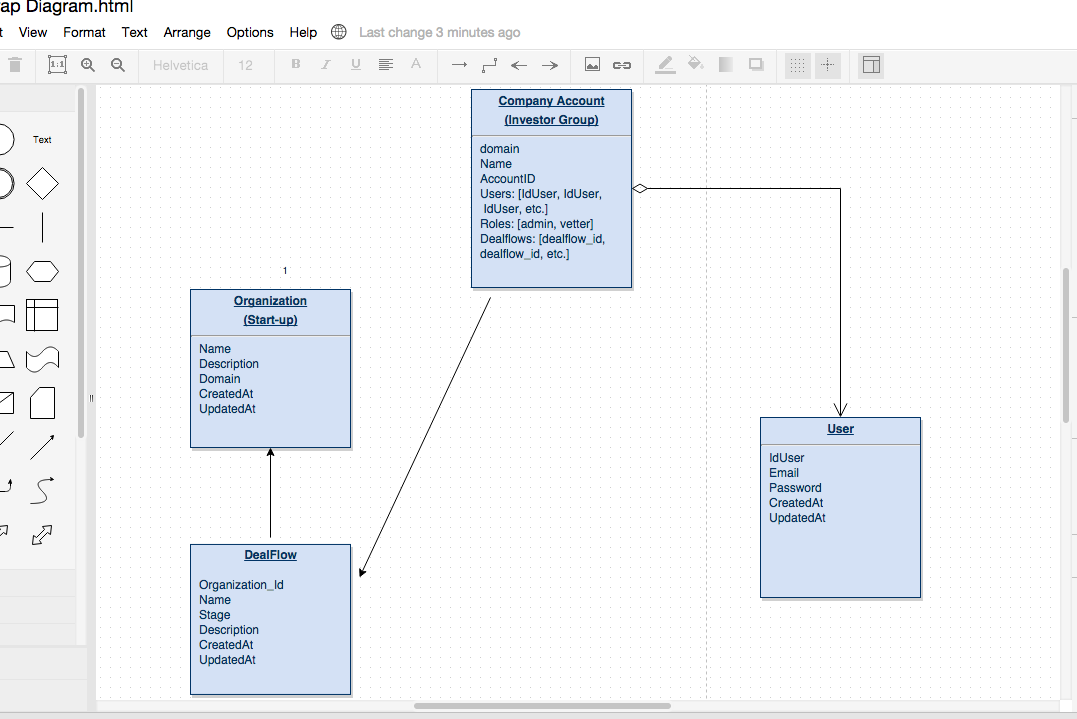 ap Diagram.html
t View Format Text Arrange Options Help Last change 3 minutes ago
1:1 Helvetica 12 B I U A
Text
Company Account
(Investor Group)
domain
Name
AccountID
Users: [IdUser, IdUser,
IdUser, etc.]
Roles: [admin, vetter]
Dealflows: [dealflow_id,
dealflow_id, etc.]
1
Organization
(Start-up)
Name
Description
Domain
CreatedAt
UpdatedAt
User
IdUser
Email
Password
CreatedAt
UpdatedAt
DealFlow
Organization_Id
Name
Stage
Description
CreatedAt
UpdatedAt